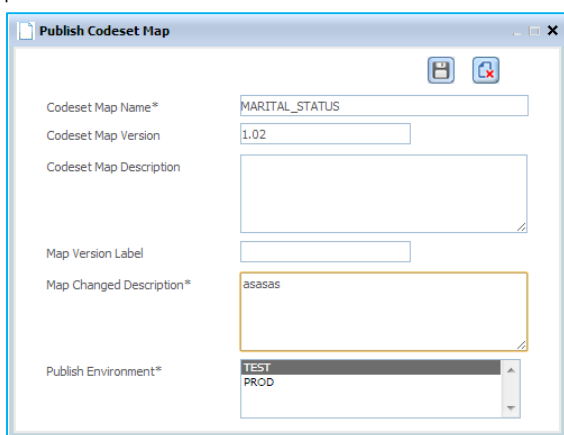 Publish Codeset Map
Codeset Map Name* MARITAL_STATUS
Codeset Map Version 1.02
Codeset Map Description
Map Version Label
Map Changed Description* asasas
Publish Environment* TEST
PROD